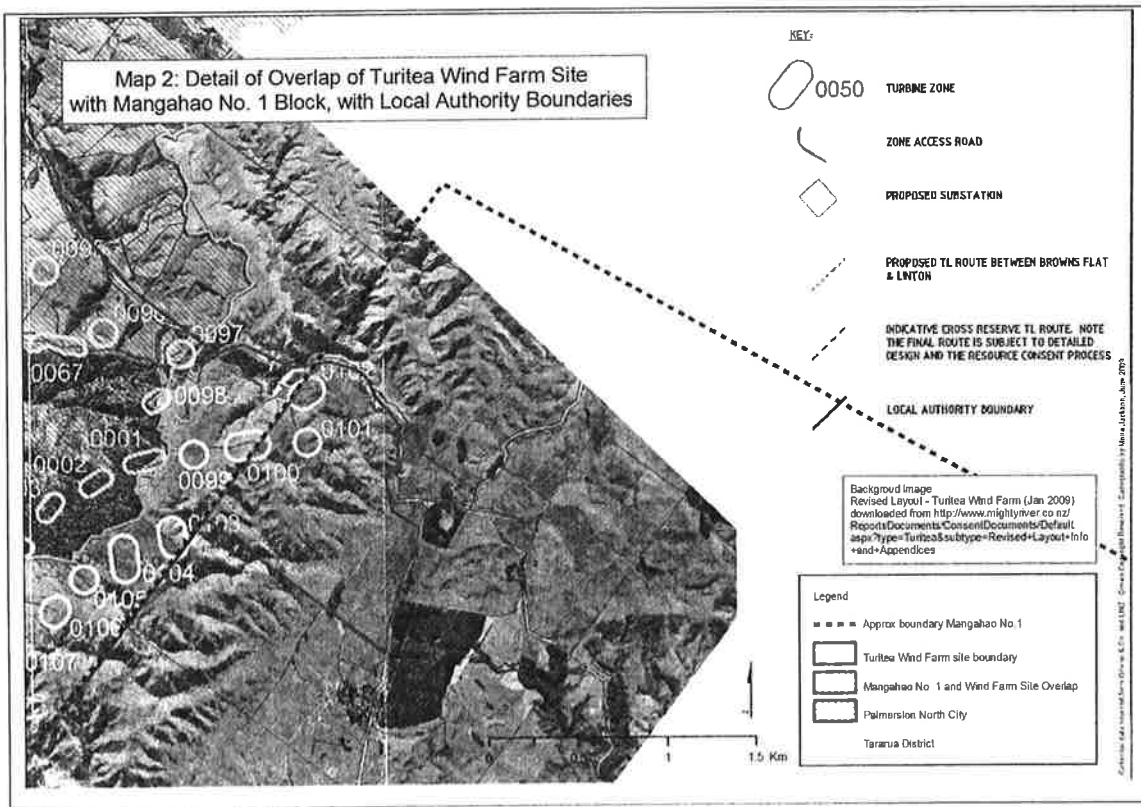 Map 2: Detail of Overlap of Turitea Wind Farm Site
with Mangahao No. 1 Block, with Local Authority Boundaries
KEY:
0050 TURBINE ZONE
ZONE ACCESS ROAD
PROPOSED SUBSTATION
PROPOSED TL ROUTE BETWEEN BROWNS FLAT
& LINTON
INDICATIVE CROSS RESERVE TL ROUTE. NOTE
THE FINAL ROUTE IS SUBJECT TO DETAILED
DESIGN AND THE RESOURCE CONSENT PROCESS
LOCAL AUTHORITY BOUNDARY
0096
0097
0067
0098
0001
0101
0002
0099
0100
0104
0105
0106
0107
Backgroud Image
Revised Layout - Turitea Wind Farm (Jan 2009)
downloaded from http://www.mightyriver.co.nz/
ReportsDocuments/ConsentDocuments/Default.
aspx?type=Turitea&subtype=Revised+Layout+Info
+and+Appendices
Legend
Approx boundary Mangahao No.1
Turitea Wind Farm site boundary
Mangahao No 1 and Wind Farm Site Overlap
Palmerston North City
Tararua District
0
1
1.5 Km